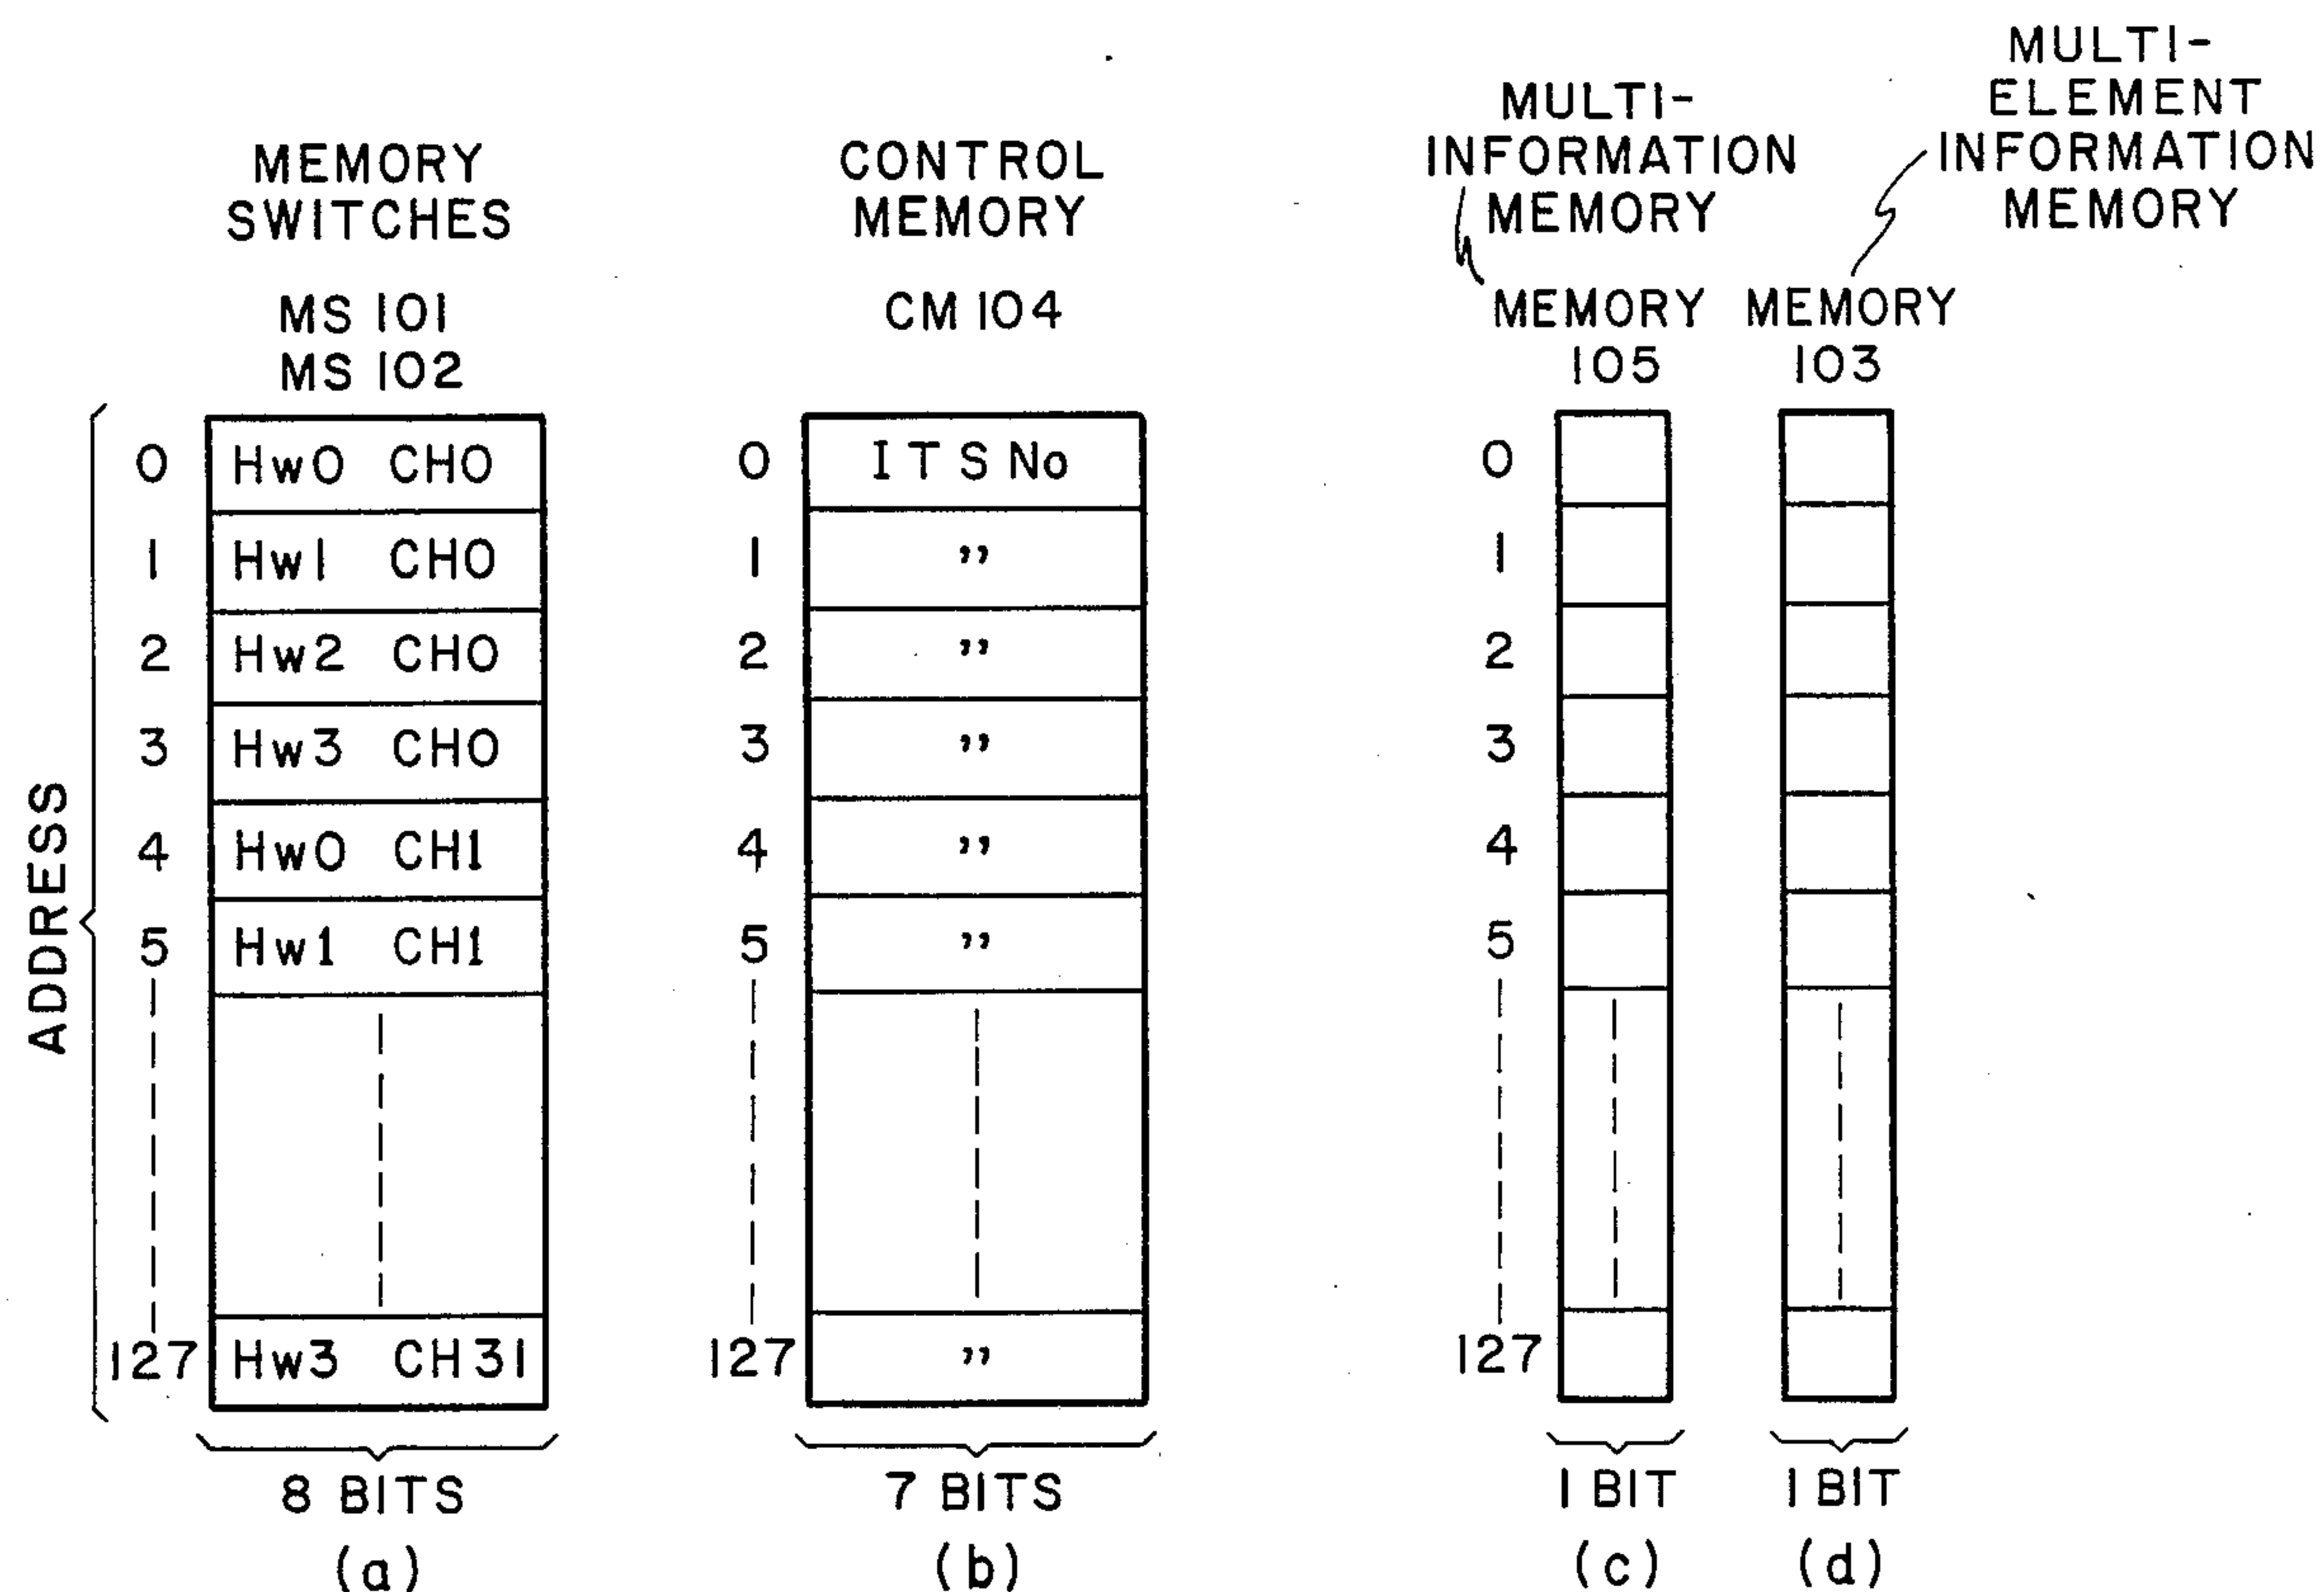 MEMORY
SWITCHES
MS 101
MS 102
ADDRESS
0 Hw0 CH0
1 Hw1 CH0
2 Hw2 CH0
3 Hw3 CH0
4 Hw0 CH1
5 Hw1 CH1
127 Hw3 CH31
8 BITS
(a)
CONTROL
MEMORY
CM 104
0 ITS No
1 ”
2 ”
3 ”
4 ”
5 ”
127 ”
7 BITS
(b)
MULTI-
INFORMATION
MEMORY
MEMORY
105
0
1
2
3
4
5
127
1 BIT
(c)
MULTI-
ELEMENT
INFORMATION
MEMORY
MEMORY
103
1 BIT
(d)